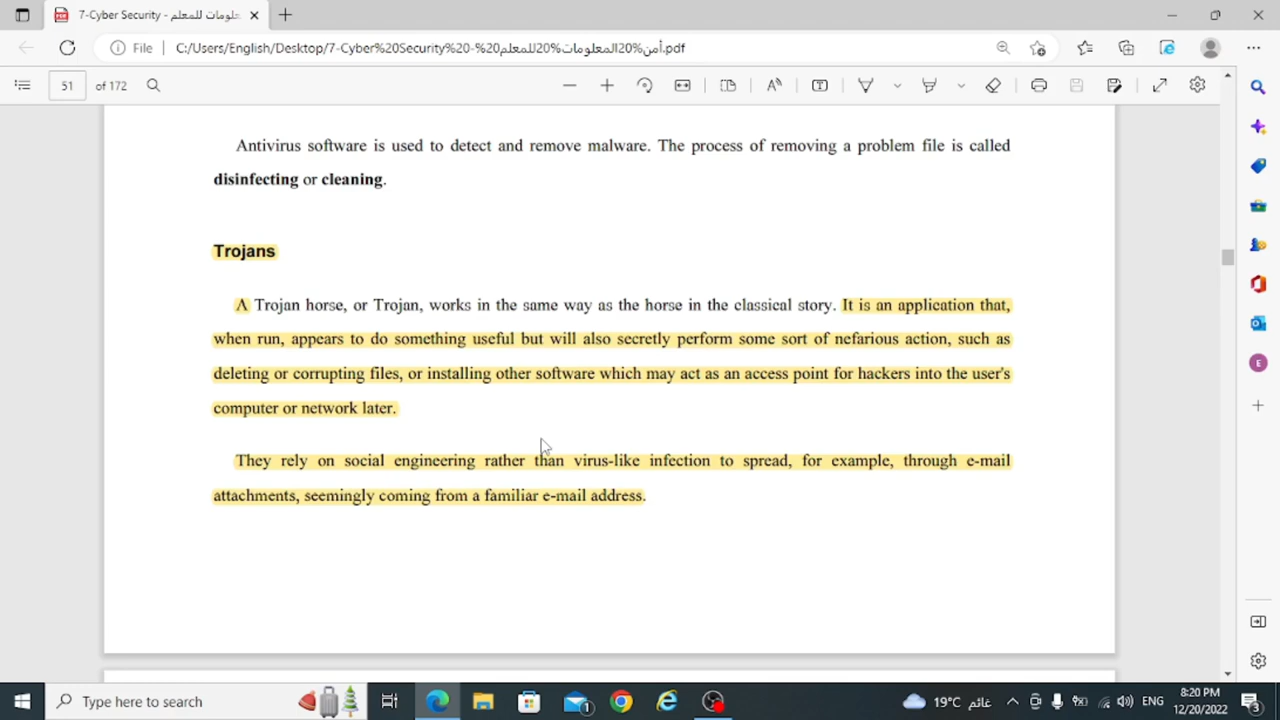 7-Cyber Security - أمن المعلومات للمعلم.
File
C:/Users/English/Desktop/7-Cyber%20Security%20-%20أمن%20المعلومات%20للمعلم.pdf
51 of 172
Antivirus software is used to detect and remove malware. The process of removing a problem file is called
disinfecting or cleaning.
Trojans
A Trojan horse, or Trojan, works in the same way as the horse in the classical story. It is an application that,
when run, appears to do something useful but will also secretly perform some sort of nefarious action, such as
deleting or corrupting files, or installing other software which may act as an access point for hackers into the user's
computer or network later.
They rely on social engineering rather than virus-like infection to spread, for example, through e-mail
attachments, seemingly coming from a familiar e-mail address.
Type here to search
19°C غائم
ENG
8:20 PM
12/20/2022